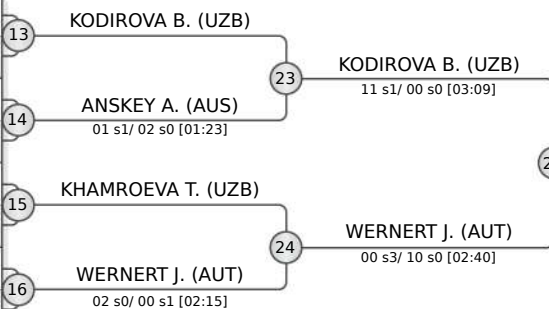 KODIROVA B. (UZB)
13
23
KODIROVA B. (UZB)
11 s1/ 00 s0 [03:09]
ANSKEY A. (AUS)
14
01 s1/ 02 s0 [01:23]
KHAMROEVA T. (UZB)
15
24
WERNERT J. (AUT)
00 s3/ 10 s0 [02:40]
WERNERT J. (AUT)
16
02 s0/ 00 s1 [02:15]